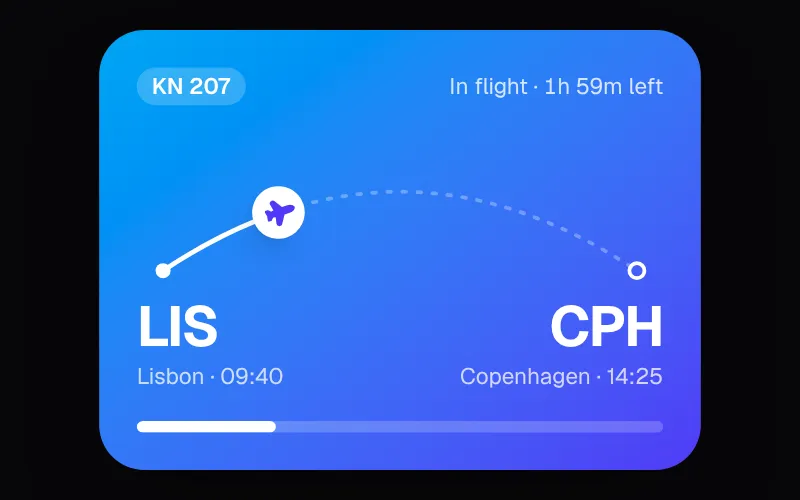 KN 207
In flight · 1h 59m left
LIS
CPH
Lisbon · 09:40
Copenhagen · 14:25